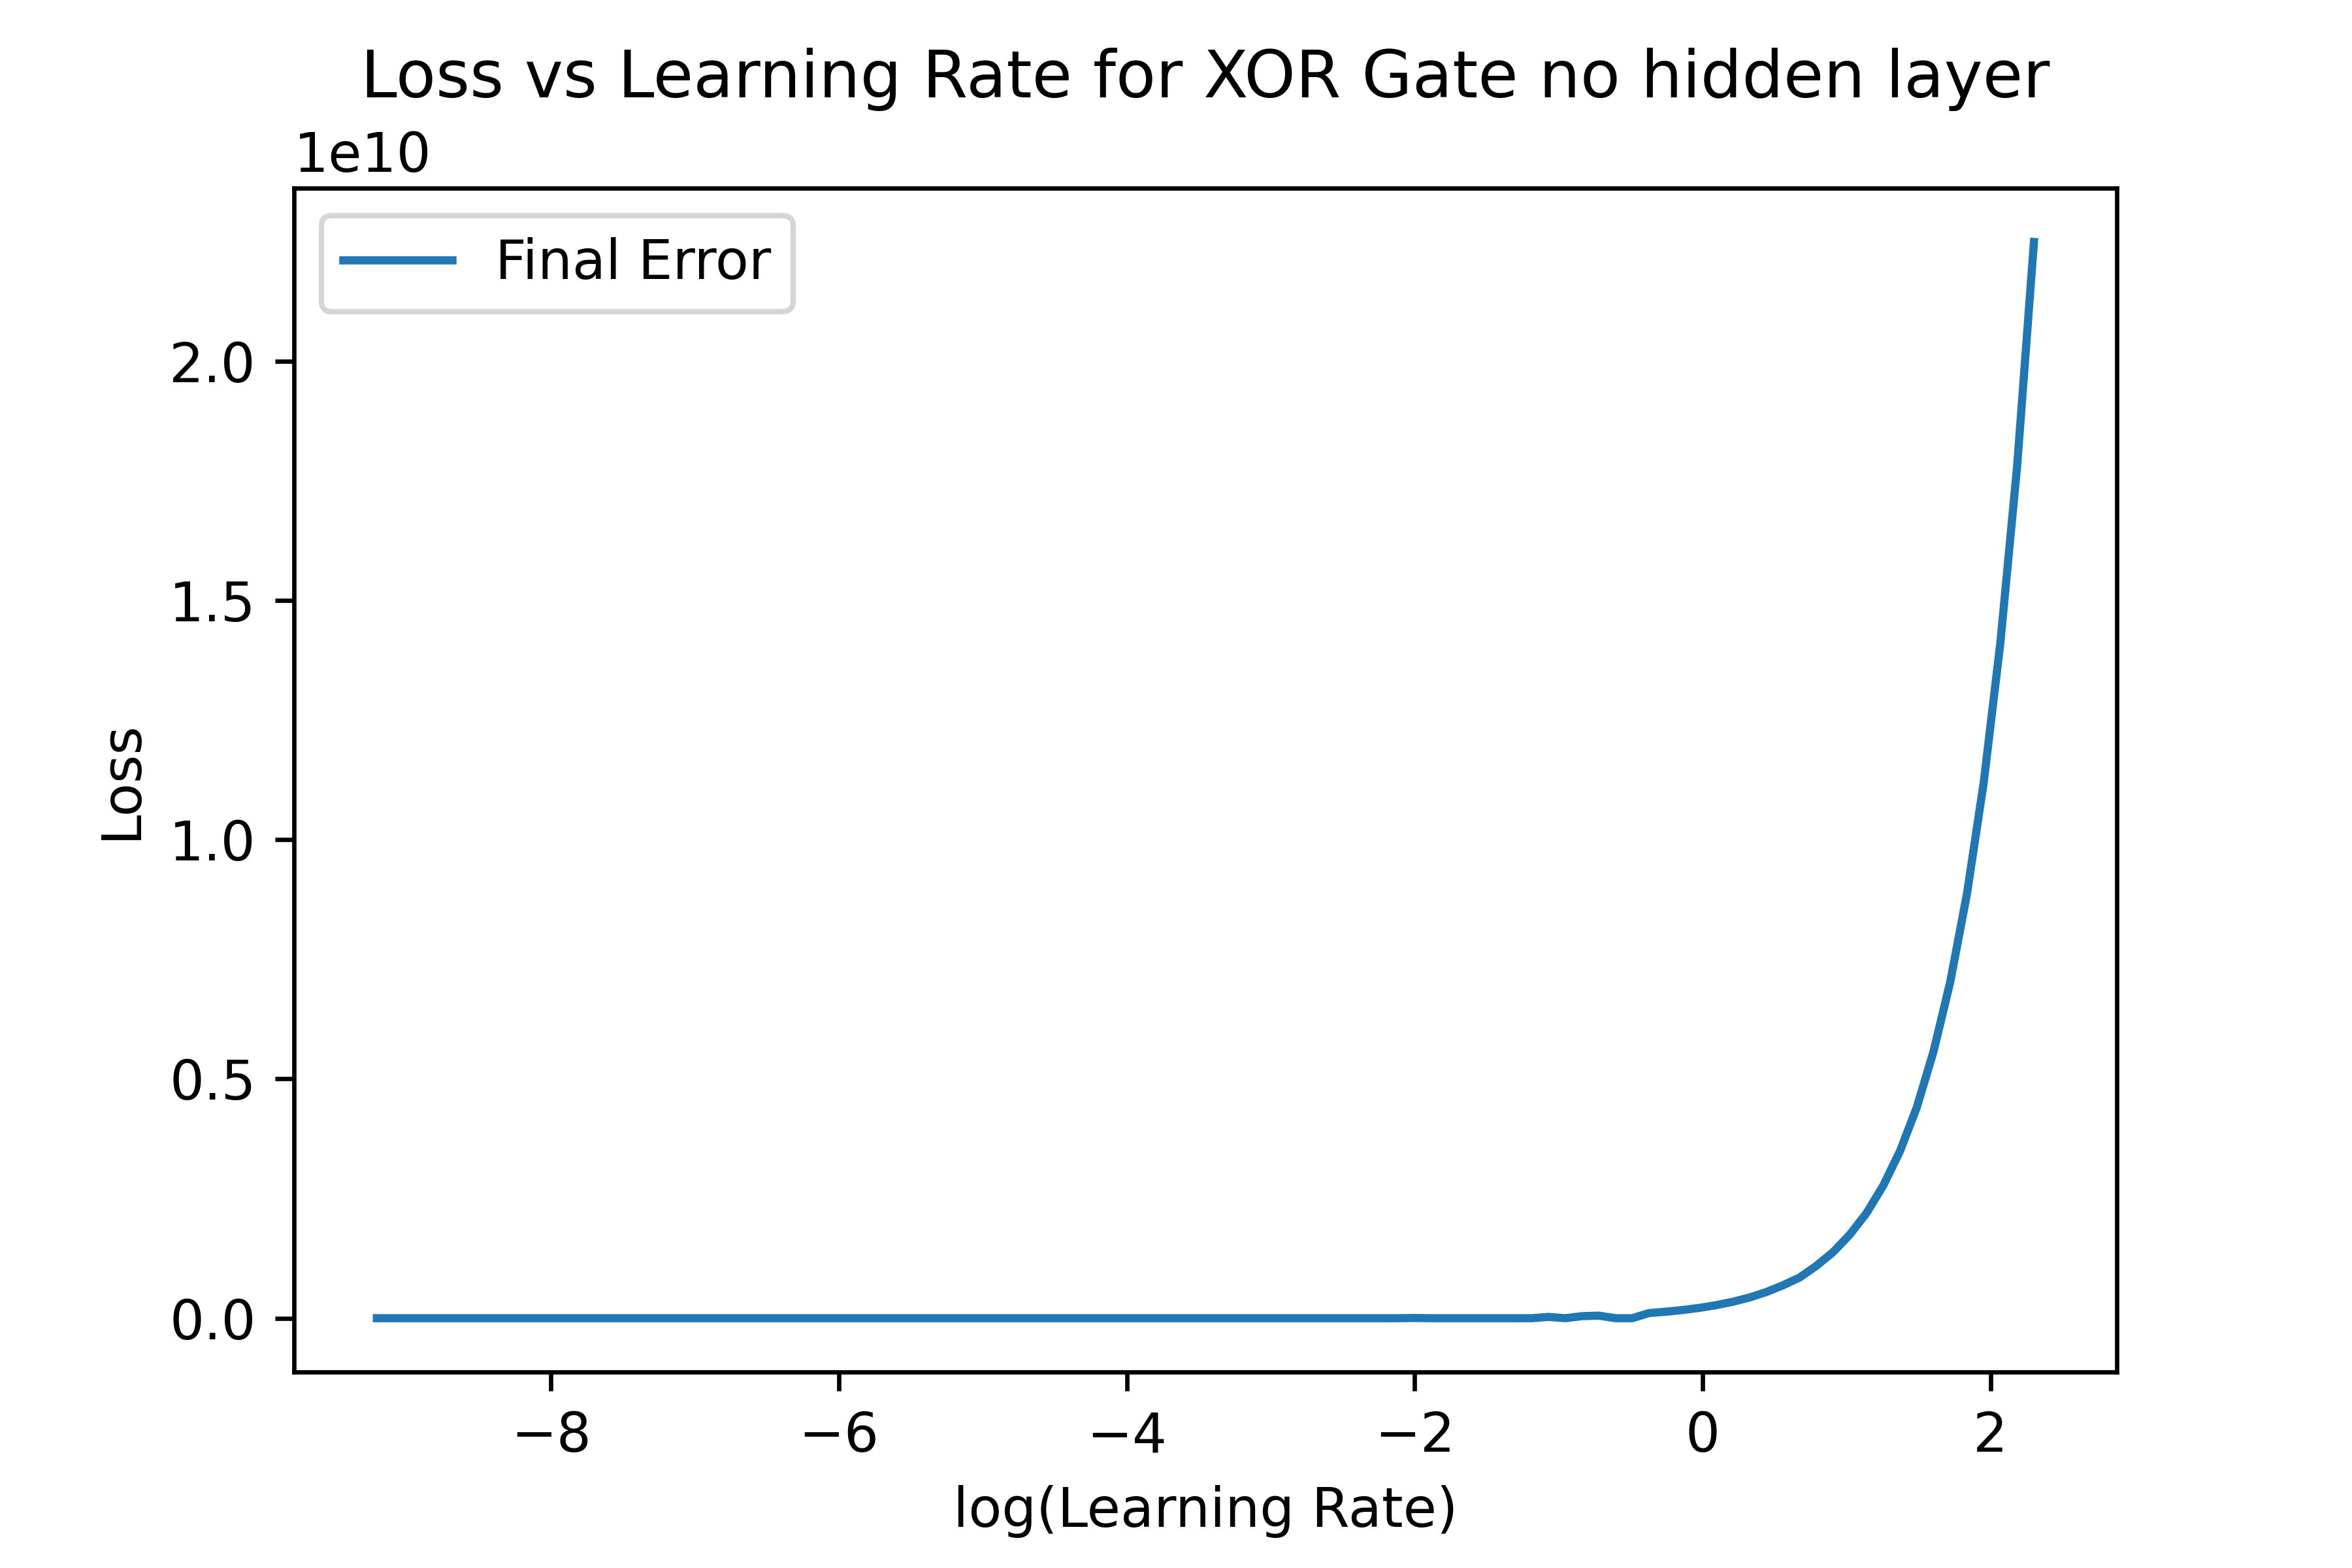 Loss vs Learning Rate for XOR Gate no hidden layer
1e10
Final Error
2.0
1.5
1.0
0.5
0.0
Loss
−8 −6 −4 −2 0 2
log(Learning Rate)